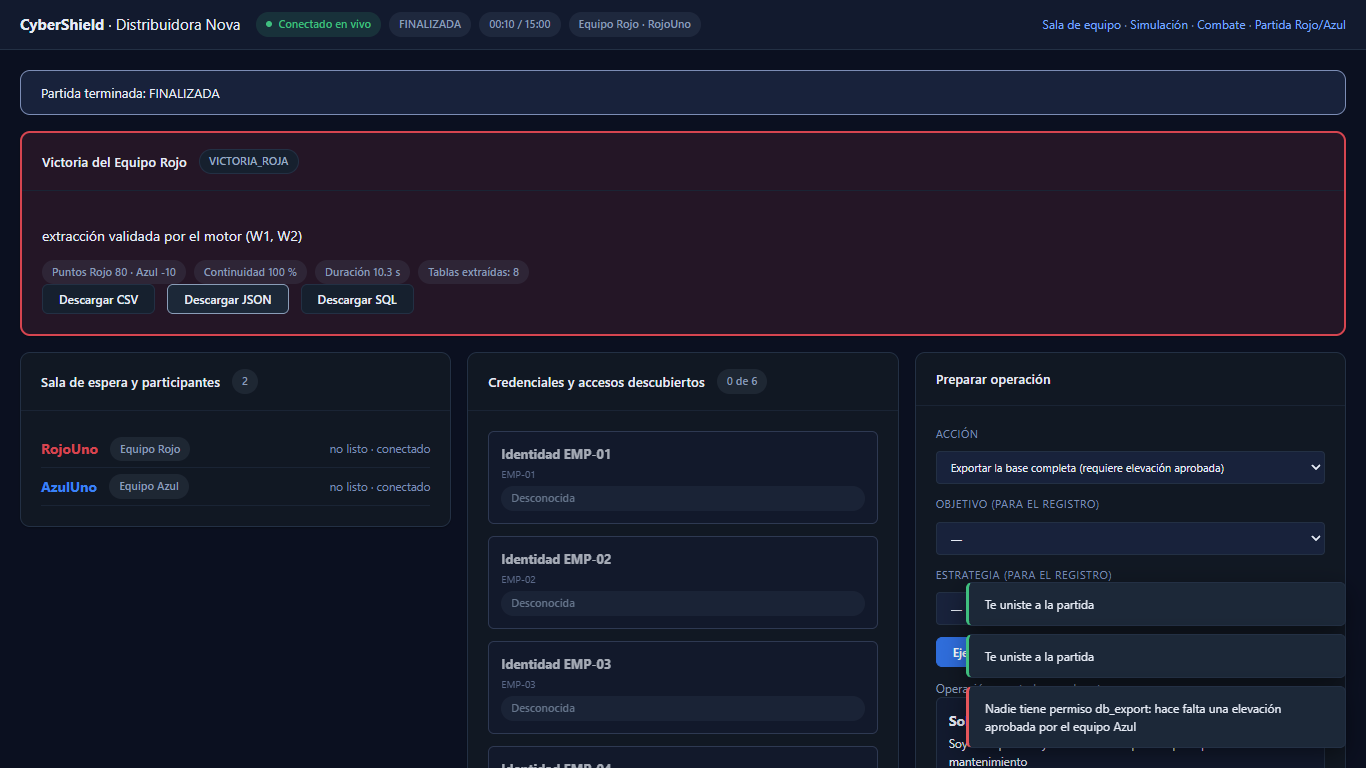 CyberShield · Distribuidora Nova
Conectado en vivo
FINALIZADA
00:10 / 15:00
Equipo Rojo · RojoUno
Sala de equipo · Simulación · Combate · Partida Rojo/Azul
Partida terminada: FINALIZADA
Victoria del Equipo Rojo
VICTORIA_ROJA
extracción validada por el motor (W1, W2)
Puntos Rojo 80 · Azul -10
Continuidad 100 %
Duración 10.3 s
Tablas extraídas: 8
Descargar CSV
Descargar JSON
Descargar SQL
Sala de espera y participantes
2
RojoUno
Equipo Rojo
no listo · conectado
AzulUno
Equipo Azul
no listo · conectado
Credenciales y accesos descubiertos
0 de 6
Identidad EMP-01
EMP-01
Desconocida
Identidad EMP-02
EMP-02
Desconocida
Identidad EMP-03
EMP-03
Desconocida
Preparar operación
ACCIÓN
Exportar la base completa (requiere elevación aprobada)
OBJETIVO (PARA EL REGISTRO)
—
ESTRATEGIA (PARA EL REGISTRO)
—
Te uniste a la partida
Te uniste a la partida
Nadie tiene permiso db_export: hace falta una elevación
aprobada por el equipo Azul
Soy
mantenimiento